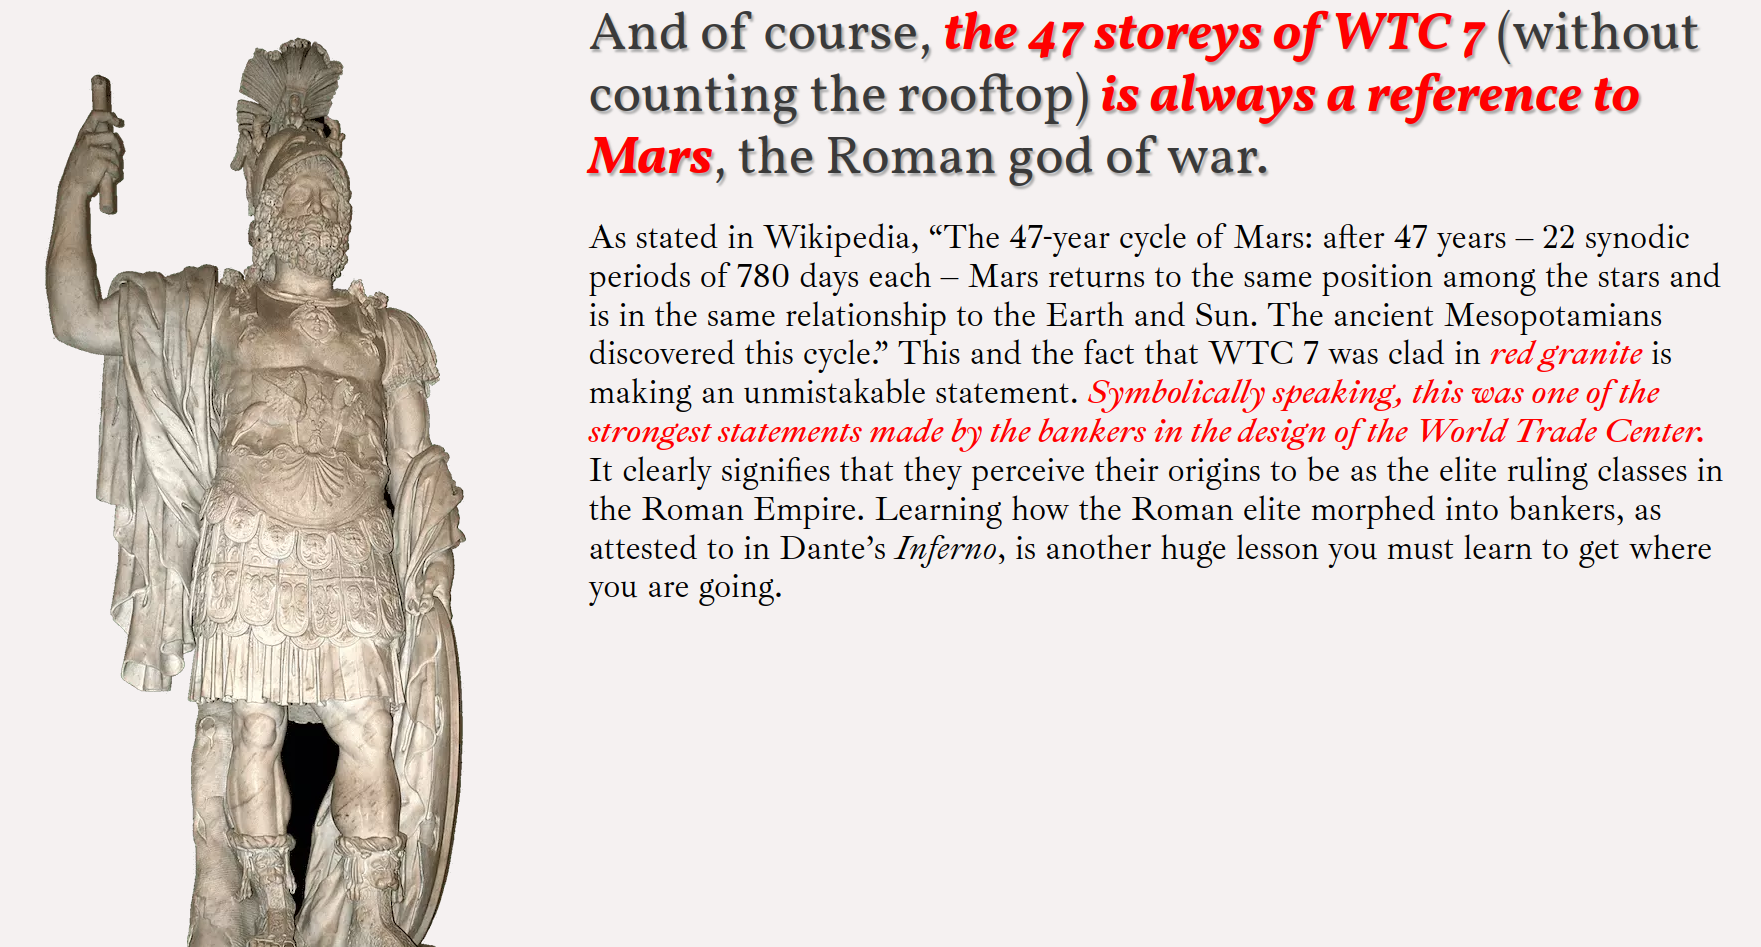 And of course, the 47 storeys of WTC 7 (without
counting the rooftop) is always a reference to
Mars, the Roman god of war.
As stated in Wikipedia, “The 47-year cycle of Mars: after 47 years – 22 synodic
periods of 780 days each – Mars returns to the same position among the stars and
is in the same relationship to the Earth and Sun. The ancient Mesopotamians
discovered this cycle.” This and the fact that WTC 7 was clad in red granite is
making an unmistakable statement. Symbolically speaking, this was one of the
strongest statements made by the bankers in the design of the World Trade Center.
It clearly signifies that they perceive their origins to be as the elite ruling classes in
the Roman Empire. Learning how the Roman elite morphed into bankers, as
attested to in Dante’s Inferno, is another huge lesson you must learn to get where
you are going.